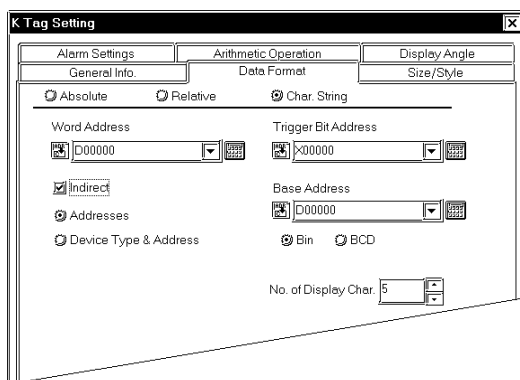 K Tag Setting
Alarm Settings Arithmetic Operation Display Angle
General Info. Data Format Size/Style
Absolute Relative Char. String
Word Address Trigger Bit Address
D00000 X00000
Indirect Base Address
Addresses D00000
Device Type & Address Bin BCD
No. of Display Char. 5